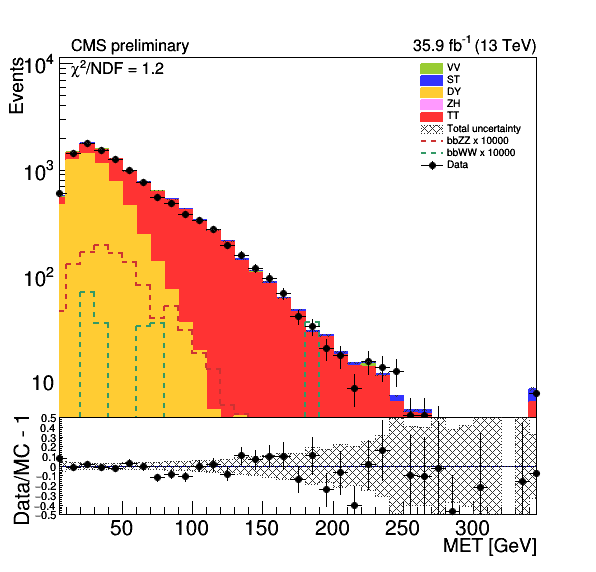 CMS preliminary 35.9 fb⁻¹ (13 TeV)
Events
χ²/NDF = 1.2
10⁴
10³
10²
10
VV
ST
DY
ZH
TT
Total uncertainty
bbZZ x 10000
bbWW x 10000
Data
Data/MC - 1
0.5
0.4
0.3
0.2
0.1
0
−0.1
−0.2
−0.3
−0.4
−0.5
50 100 150 200 250 300
MET [GeV]